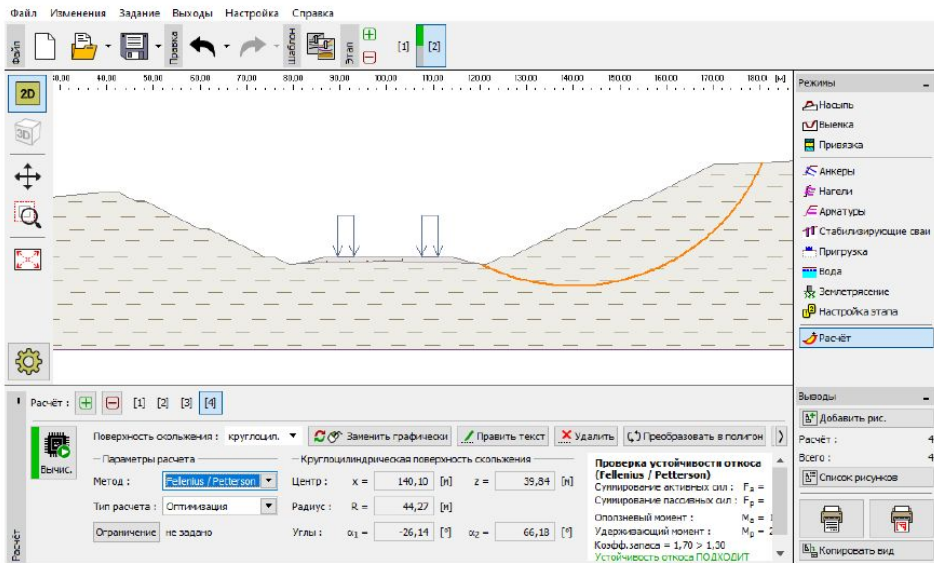 Файл Изменения Задание Выходы Настройка Справка
Файл
Правка
Шаблон
Этап
[1] [2]
2D
3D
30,00 40,00 50,00 60,00 70,00 80,00 90,00 100,00 110,00 120,00 130,00 140,00 150,00 160,00 170,00 180,0 [м]
Режимы
Насыпь
Выемка
Привязка
Анкеры
Нагели
Арматуры
Стабилизирующие сваи
Пригрузка
Вода
Землетрясение
Настройка этапа
Расчёт
Расчёт : [1] [2] [3] [4]
Вычис.
Поверхность скольжения : круглоцил. Заменить графически Править текст Удалить Преобразовать в полигон
Параметры расчета
Метод : Fellenius / Petterson
Тип расчета : Оптимизация
Ограничение не задано
Круглоцилиндрическая поверхность скольжения
Центр : x = 140,10 [м] z = 39,84 [м]
Радиус : R = 44,27 [м]
Углы : α1 = -26,14 [°] α2 = 66,18 [°]
Проверка устойчивости откоса
(Fellenius / Petterson)
Суммирование активных сил : Fa =
Суммирование пассивных сил : Fp =
Оползневый момент : Ma =
Удерживающий момент : Mp =
Коэфф.запаса = 1,70 > 1,30
Устойчивость откоса ПОДХОДИТ
Расчёт
Выводы
Добавить рис.
Расчёт : 4
Всего : 4
Список рисунков
Копировать вид